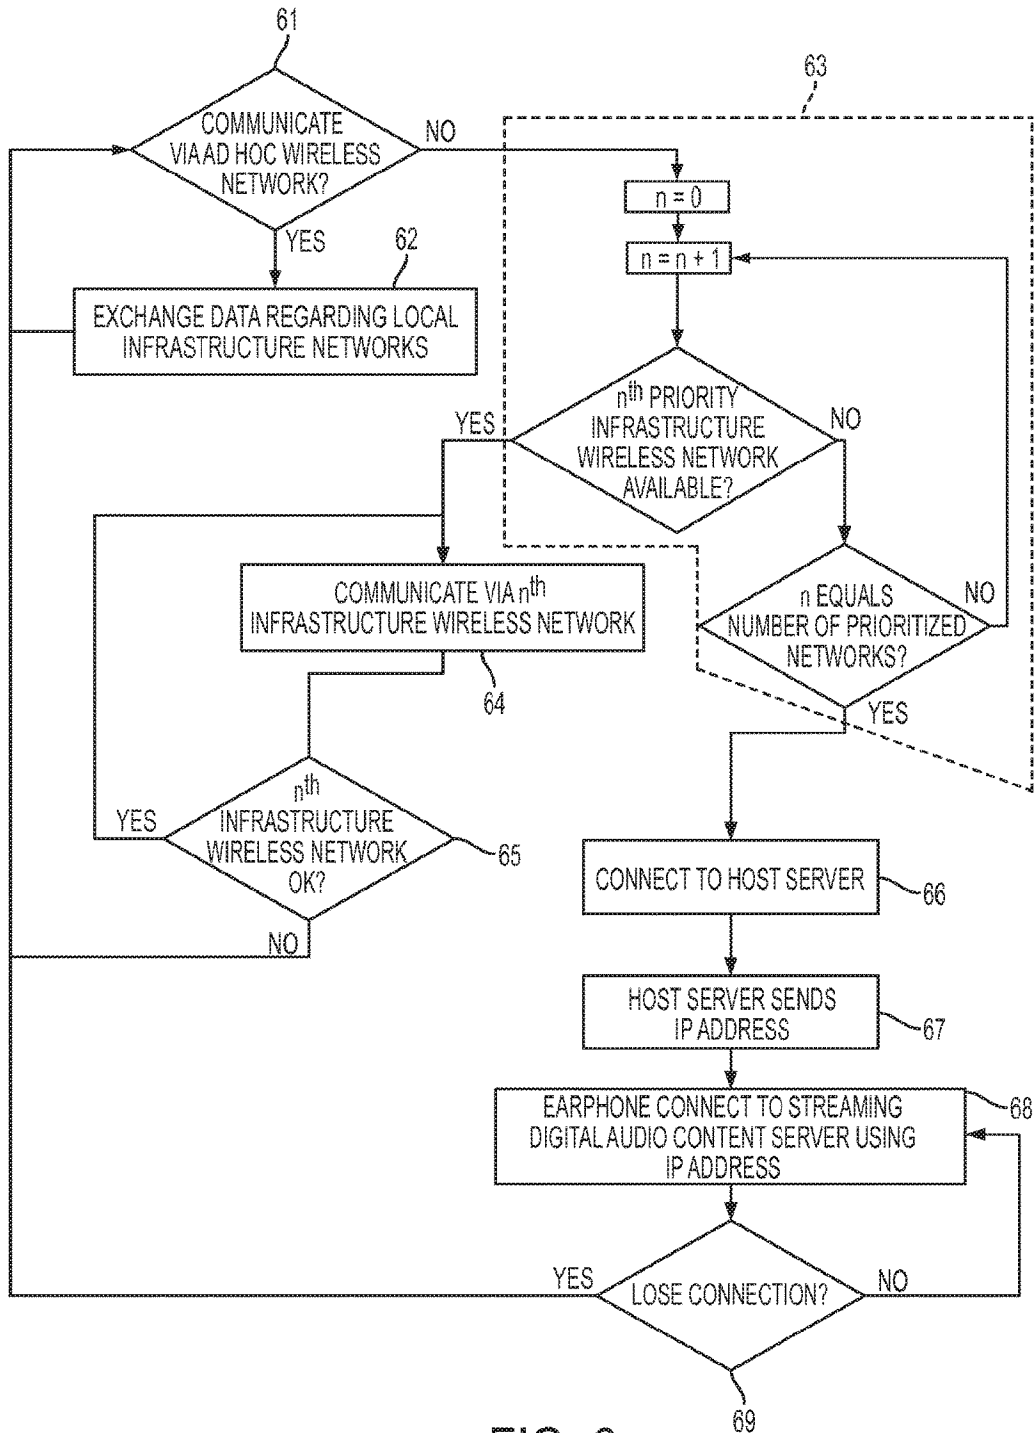 61
COMMUNICATE
VIA AD HOC WIRELESS
NETWORK?
NO
YES
62
EXCHANGE DATA REGARDING LOCAL
INFRASTRUCTURE NETWORKS
63
n = 0
n = n + 1
nth PRIORITY
INFRASTRUCTURE
WIRELESS NETWORK
AVAILABLE?
YES
NO
COMMUNICATE VIA nth
INFRASTRUCTURE WIRELESS NETWORK
64
n EQUALS
NUMBER OF PRIORITIZED
NETWORKS?
NO
YES
nth
INFRASTRUCTURE
WIRELESS NETWORK
OK?
YES
65
NO
CONNECT TO HOST SERVER
66
HOST SERVER SENDS
IP ADDRESS
67
EARPHONE CONNECT TO STREAMING
DIGITAL AUDIO CONTENT SERVER USING
IP ADDRESS
68
LOSE CONNECTION?
YES
NO
69